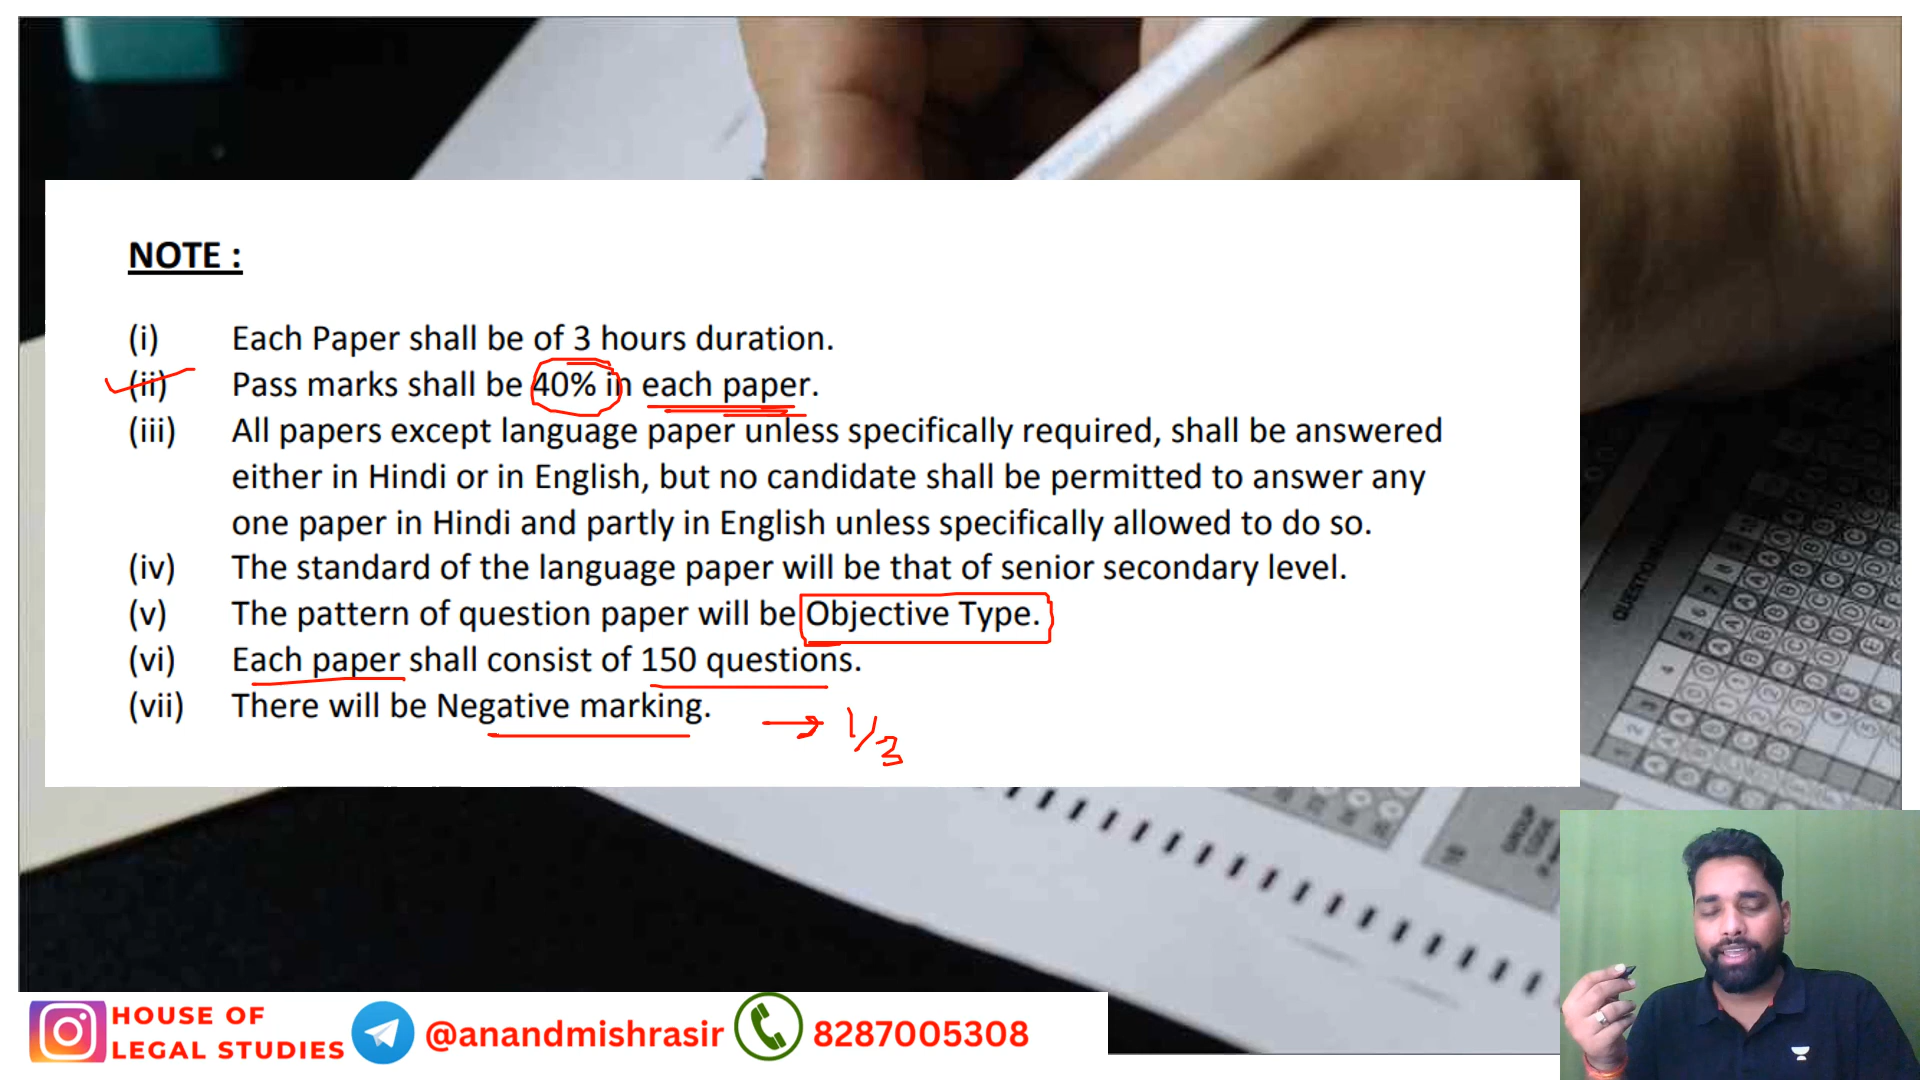 NOTE :
(i) Each Paper shall be of 3 hours duration.
(ii) Pass marks shall be 40% in each paper.
(iii) All papers except language paper unless specifically required, shall be answered
either in Hindi or in English, but no candidate shall be permitted to answer any
one paper in Hindi and partly in English unless specifically allowed to do so.
(iv) The standard of the language paper will be that of senior secondary level.
(v) The pattern of question paper will be Objective Type.
(vi) Each paper shall consist of 150 questions.
(vii) There will be Negative marking. → 1/3
HOUSE OF
LEGAL STUDIES
@anandmishrasir
8287005308